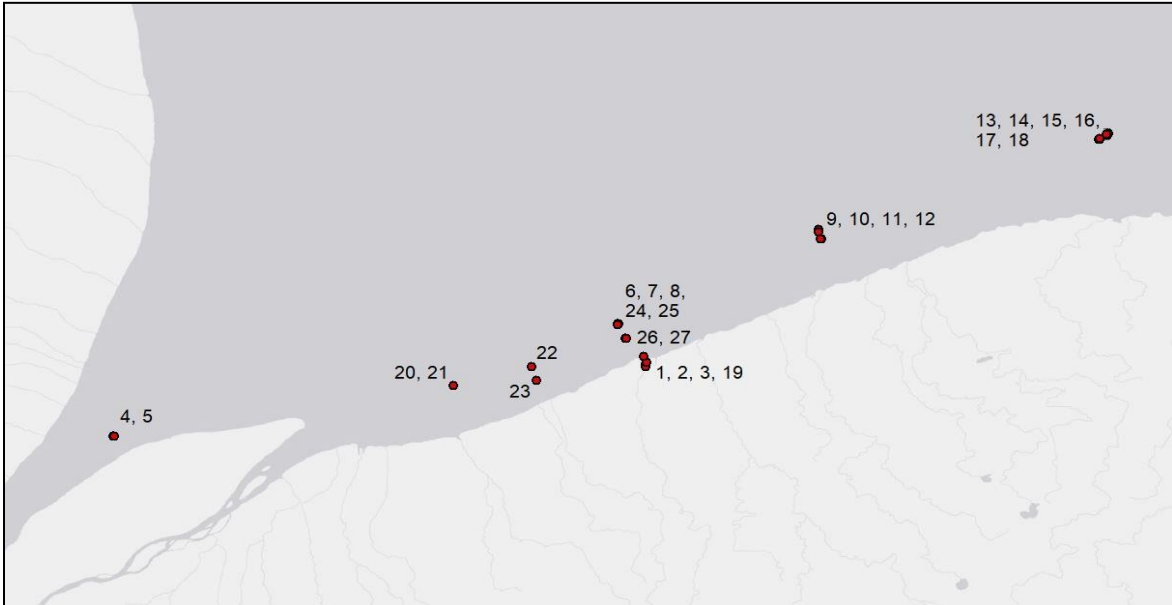 13, 14, 15, 16,
17, 18
9, 10, 11, 12
6, 7, 8,
24, 25
26, 27
22
1, 2, 3, 19
20, 21
23
4, 5